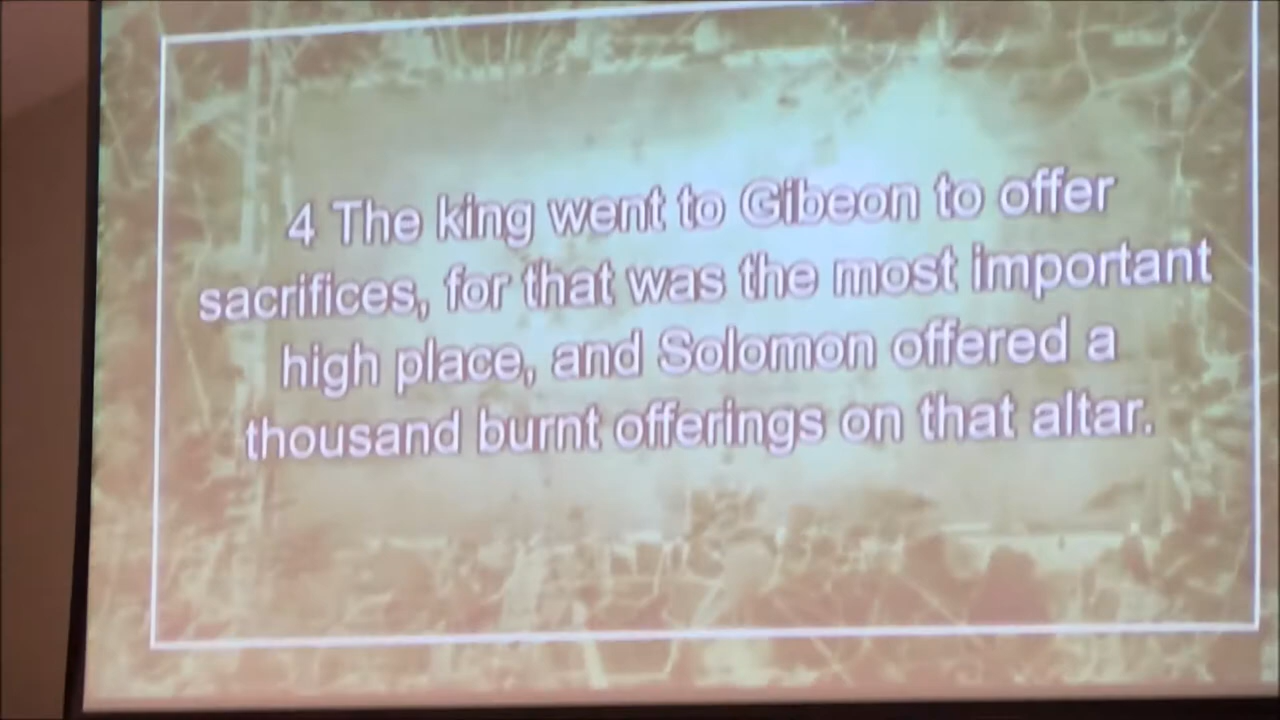 4 The king went to Gibeon to offer
sacrifices, for that was the most important
high place, and Solomon offered a
thousand burnt offerings on that altar.